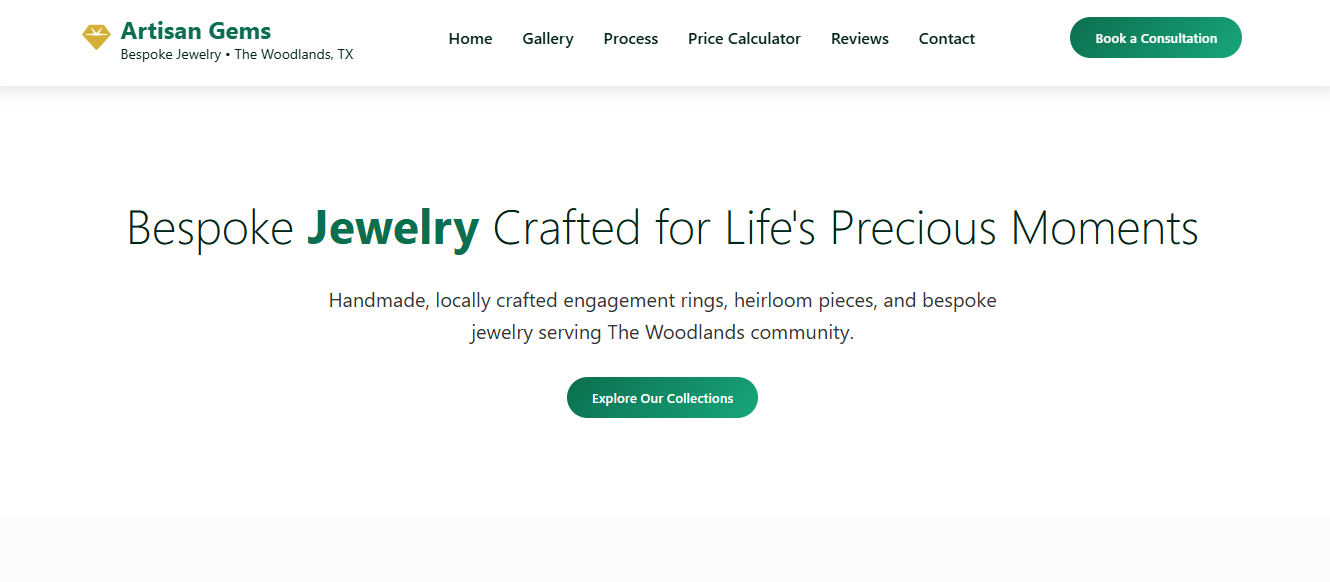 Artisan Gems
Bespoke Jewelry • The Woodlands, TX
Home
Gallery
Process
Price Calculator
Reviews
Contact
Book a Consultation
Bespoke Jewelry Crafted for Life's Precious Moments
Handmade, locally crafted engagement rings, heirloom pieces, and bespoke
jewelry serving The Woodlands community.
Explore Our Collections